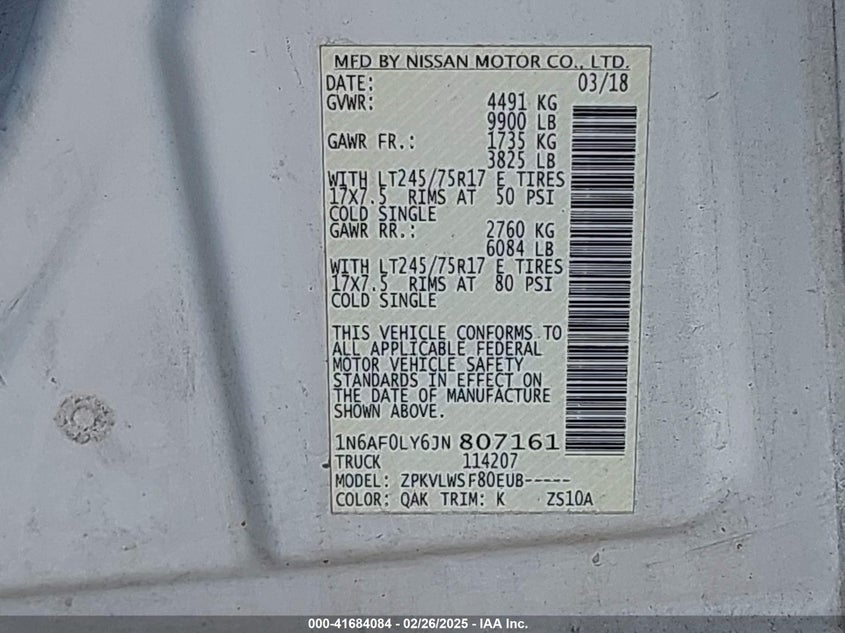 MFD BY NISSAN MOTOR CO., LTD.
DATE: 03/18
GVWR: 4491 KG
9900 LB
GAWR FR.: 1735 KG
3825 LB
WITH LT245/75R17 E TIRES
17X7.5 RIMS AT 50 PSI
COLD SINGLE
GAWR RR.: 2760 KG
6084 LB
WITH LT245/75R17 E TIRES
17X7.5 RIMS AT 80 PSI
COLD SINGLE
THIS VEHICLE CONFORMS TO
ALL APPLICABLE FEDERAL
MOTOR VEHICLE SAFETY
STANDARDS IN EFFECT ON
THE DATE OF MANUFACTURE
SHOWN ABOVE.
1N6AF0LY6JN 807161
TRUCK 114207
MODEL: ZPKVLWSF80EUB-----
COLOR: QAK TRIM: K ZS10A
000-41684084 - 02/26/2025 - IAA Inc.